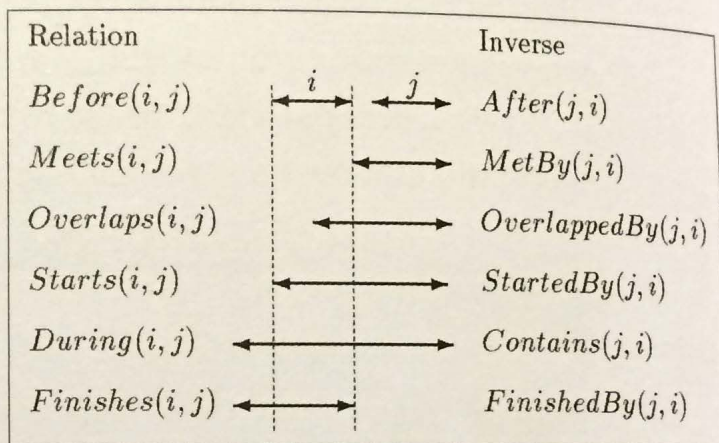 Relation Inverse
Before(i, j) i j After(j, i)
Meets(i, j) MetBy(j, i)
Overlaps(i, j) OverlappedBy(j, i)
Starts(i, j) StartedBy(j, i)
During(i, j) Contains(j, i)
Finishes(i, j) FinishedBy(j, i)